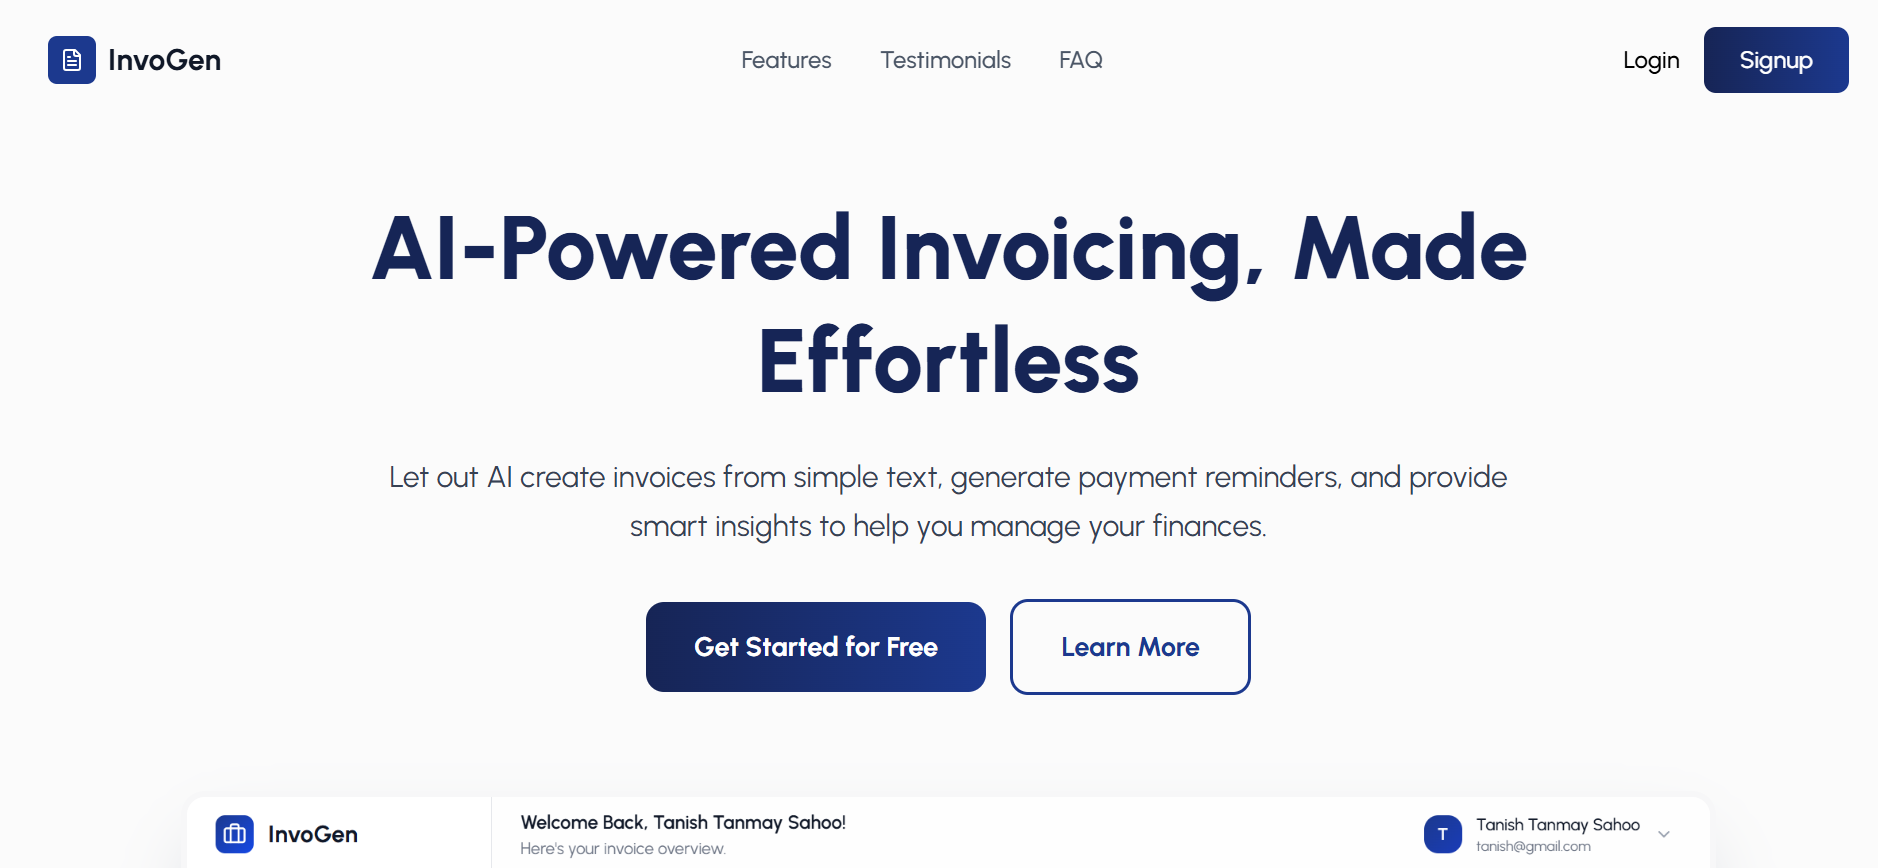 InvoGen
Features
Testimonials
FAQ
Login
Signup
AI-Powered Invoicing, Made
Effortless
Let out AI create invoices from simple text, generate payment reminders, and provide
smart insights to help you manage your finances.
Get Started for Free
Learn More
InvoGen
Welcome Back, Tanish Tanmay Sahoo!
Here's your invoice overview.
T
Tanish Tanmay Sahoo
tanish@gmail.com